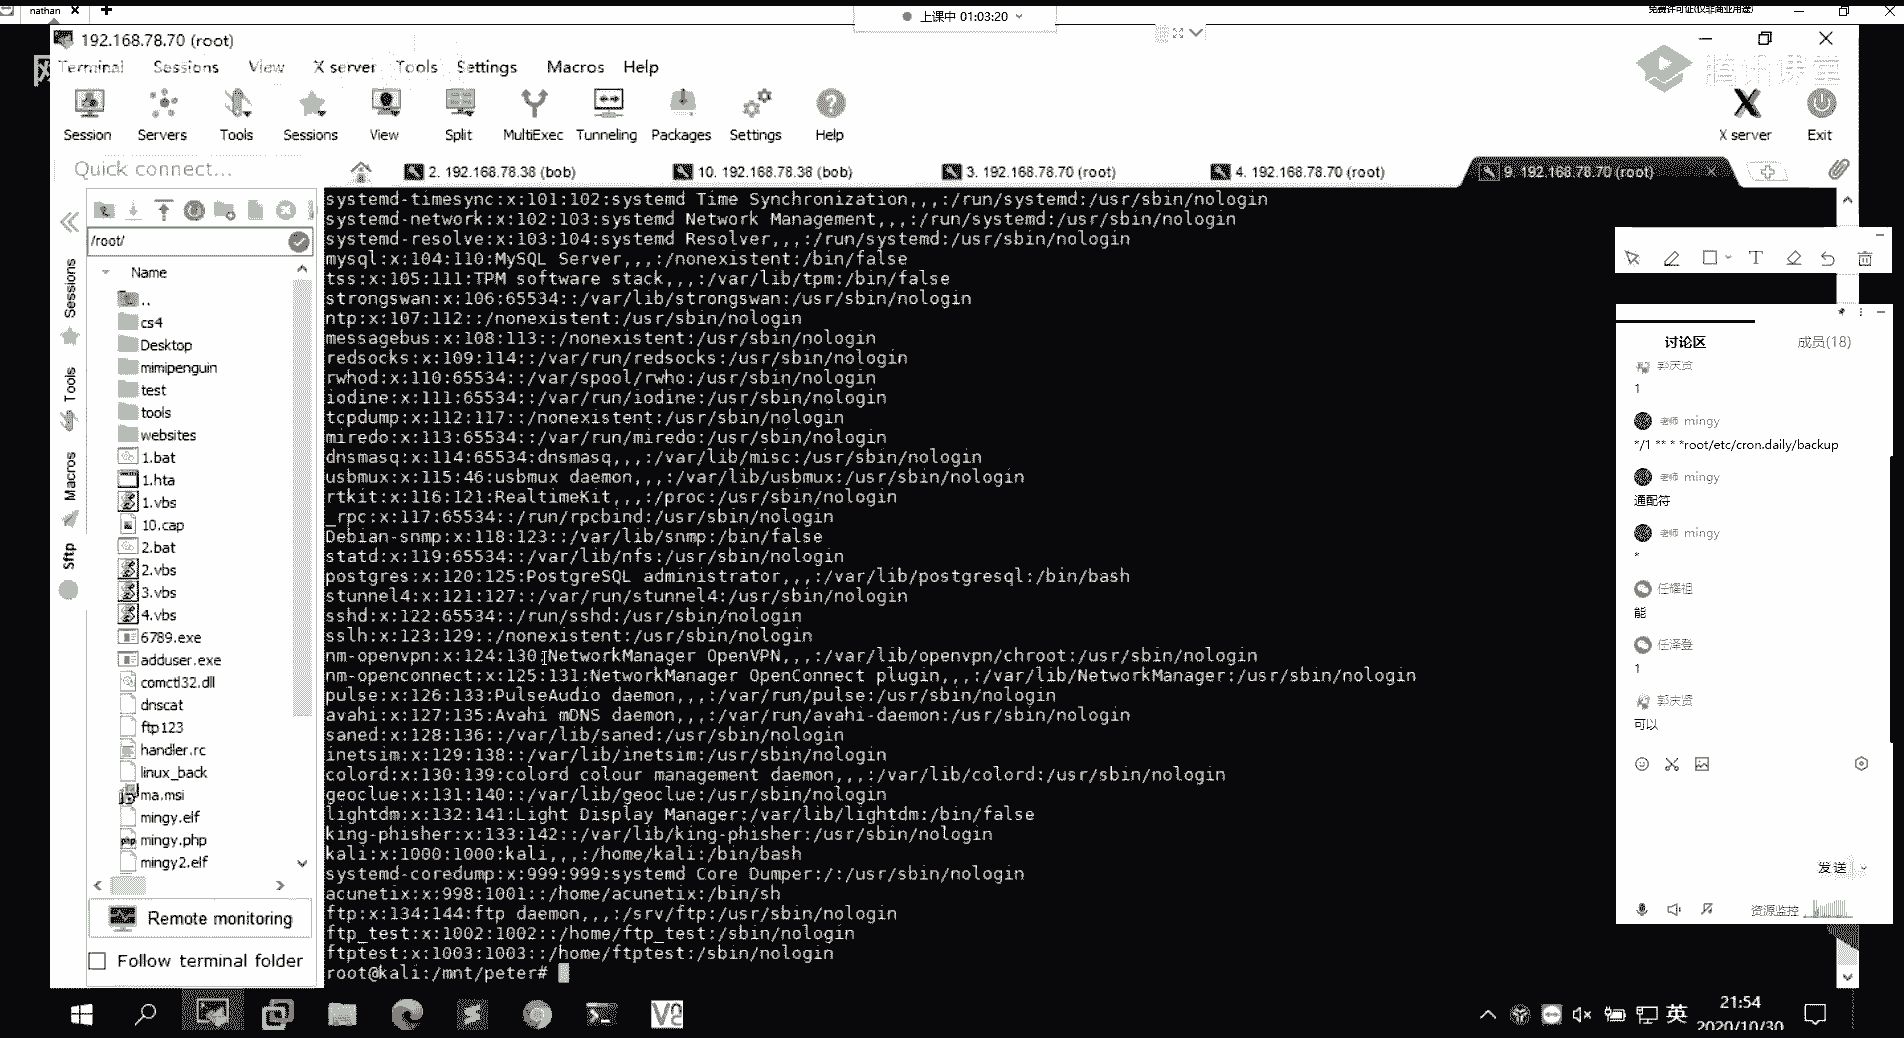 nathan
上课中 01:03:20
免费许可证(仅非商业用途)
192.168.78.70 (root)
Terminal Sessions View X server Tools Settings Macros Help
腾讯课堂
Session Servers Tools Sessions View Split MultiExec Tunneling Packages Settings Help
X server Exit
Quick connect...
2. 192.168.78.38 (bob)
10. 192.168.78.38 (bob)
3. 192.168.78.70 (root)
4. 192.168.78.70 (root)
9. 192.168.78.70 (root)
Sessions
Tools
Macros
Sftp
/root/
Name
..
cs4
Desktop
mimipenguin
test
tools
websites
1.bat
1.hta
1.vbs
10.cap
2.bat
2.vbs
3.vbs
4.vbs
6789.exe
adduser.exe
comctl32.dll
dnscat
ftp123
handler.rc
linux_back
ma.msi
mingy.elf
mingy.php
mingy2.elf
Remote monitoring
Follow terminal folder
systemd-timesync:x:101:102:systemd Time Synchronization,,,:/run/systemd:/usr/sbin/nologin
systemd-network:x:102:103:systemd Network Management,,,:/run/systemd:/usr/sbin/nologin
systemd-resolve:x:103:104:systemd Resolver,,,:/run/systemd:/usr/sbin/nologin
mysql:x:104:110:MySQL Server,,,:/nonexistent:/bin/false
tss:x:105:111:TPM software stack,,,:/var/lib/tpm:/bin/false
strongswan:x:106:65534::/var/lib/strongswan:/usr/sbin/nologin
ntp:x:107:112::/nonexistent:/usr/sbin/nologin
messagebus:x:108:113::/nonexistent:/usr/sbin/nologin
redsocks:x:109:114::/var/run/redsocks:/usr/sbin/nologin
rwhod:x:110:65534::/var/spool/rwho:/usr/sbin/nologin
iodine:x:111:65534::/var/run/iodine:/usr/sbin/nologin
tcpdump:x:112:117::/nonexistent:/usr/sbin/nologin
miredo:x:113:65534::/var/run/miredo:/usr/sbin/nologin
dnsmasq:x:114:65534:dnsmasq,,,:/var/lib/misc:/usr/sbin/nologin
usbmux:x:115:46:usbmux daemon,,,:/var/lib/usbmux:/usr/sbin/nologin
rtkit:x:116:121:RealtimeKit,,,:/proc:/usr/sbin/nologin
_rpc:x:117:65534::/run/rpcbind:/usr/sbin/nologin
Debian-snmp:x:118:123::/var/lib/snmp:/bin/false
statd:x:119:65534::/var/lib/nfs:/usr/sbin/nologin
postgres:x:120:125:PostgreSQL administrator,,,:/var/lib/postgresql:/bin/bash
stunnel4:x:121:127::/var/run/stunnel4:/usr/sbin/nologin
sshd:x:122:65534::/run/sshd:/usr/sbin/nologin
sslh:x:123:129::/nonexistent:/usr/sbin/nologin
nm-openvpn:x:124:130:NetworkManager OpenVPN,,,:/var/lib/openvpn/chroot:/usr/sbin/nologin
nm-openconnect:x:125:131:NetworkManager OpenConnect plugin,,,:/var/lib/NetworkManager:/usr/sbin/nologin
pulse:x:126:133:PulseAudio daemon,,,:/var/run/pulse:/usr/sbin/nologin
avahi:x:127:135:Avahi mDNS daemon,,,:/var/run/avahi-daemon:/usr/sbin/nologin
saned:x:128:136::/var/lib/saned:/usr/sbin/nologin
inetsim:x:129:138::/var/lib/inetsim:/usr/sbin/nologin
colord:x:130:139:colord colour management daemon,,,:/var/lib/colord:/usr/sbin/nologin
geoclue:x:131:140::/var/lib/geoclue:/usr/sbin/nologin
lightdm:x:132:141:Light Display Manager:/var/lib/lightdm:/bin/false
king-phisher:x:133:142::/var/lib/king-phisher:/usr/sbin/nologin
kali:x:1000:1000:kali,,,:/home/kali:/bin/bash
systemd-coredump:x:999:999:systemd Core Dumper:/:/usr/sbin/nologin
acunetix:x:998:1001::/home/acunetix:/bin/sh
ftp:x:134:144:ftp daemon,,,:/srv/ftp:/usr/sbin/nologin
ftp_test:x:1002:1002::/home/ftp_test:/sbin/nologin
ftptest:x:1003:1003::/home/ftptest:/sbin/nologin
root@kali:/mnt/peter#
讨论区 成员(18)
1
老师 mingy
*/1 ** * *root/etc/cron.daily/backup
老师 mingy
通配符
老师 mingy
*
任耀祖
能
任泽登
1
可以
发送
资源监控
英
21:54
2020/10/30